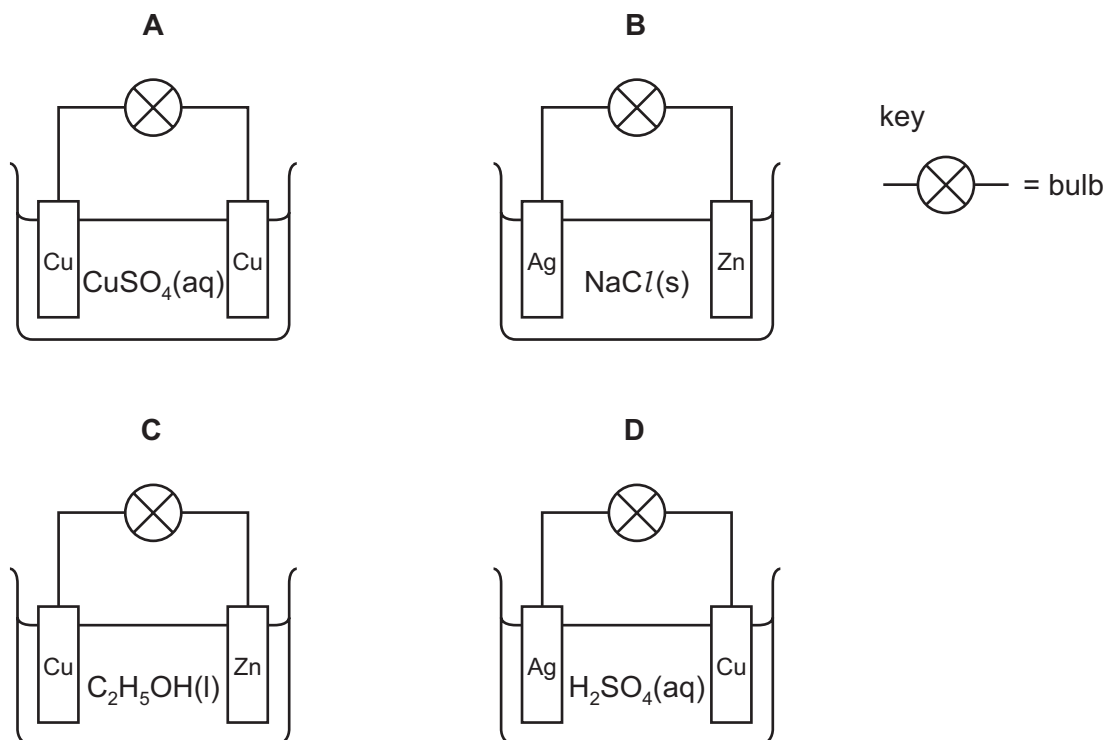 A
B
key
= bulb
Cu
CuSO₄(aq)
Cu
Ag
NaCl(s)
Zn
C
D
Cu
C₂H₅OH(l)
Zn
Ag
H₂SO₄(aq)
Cu